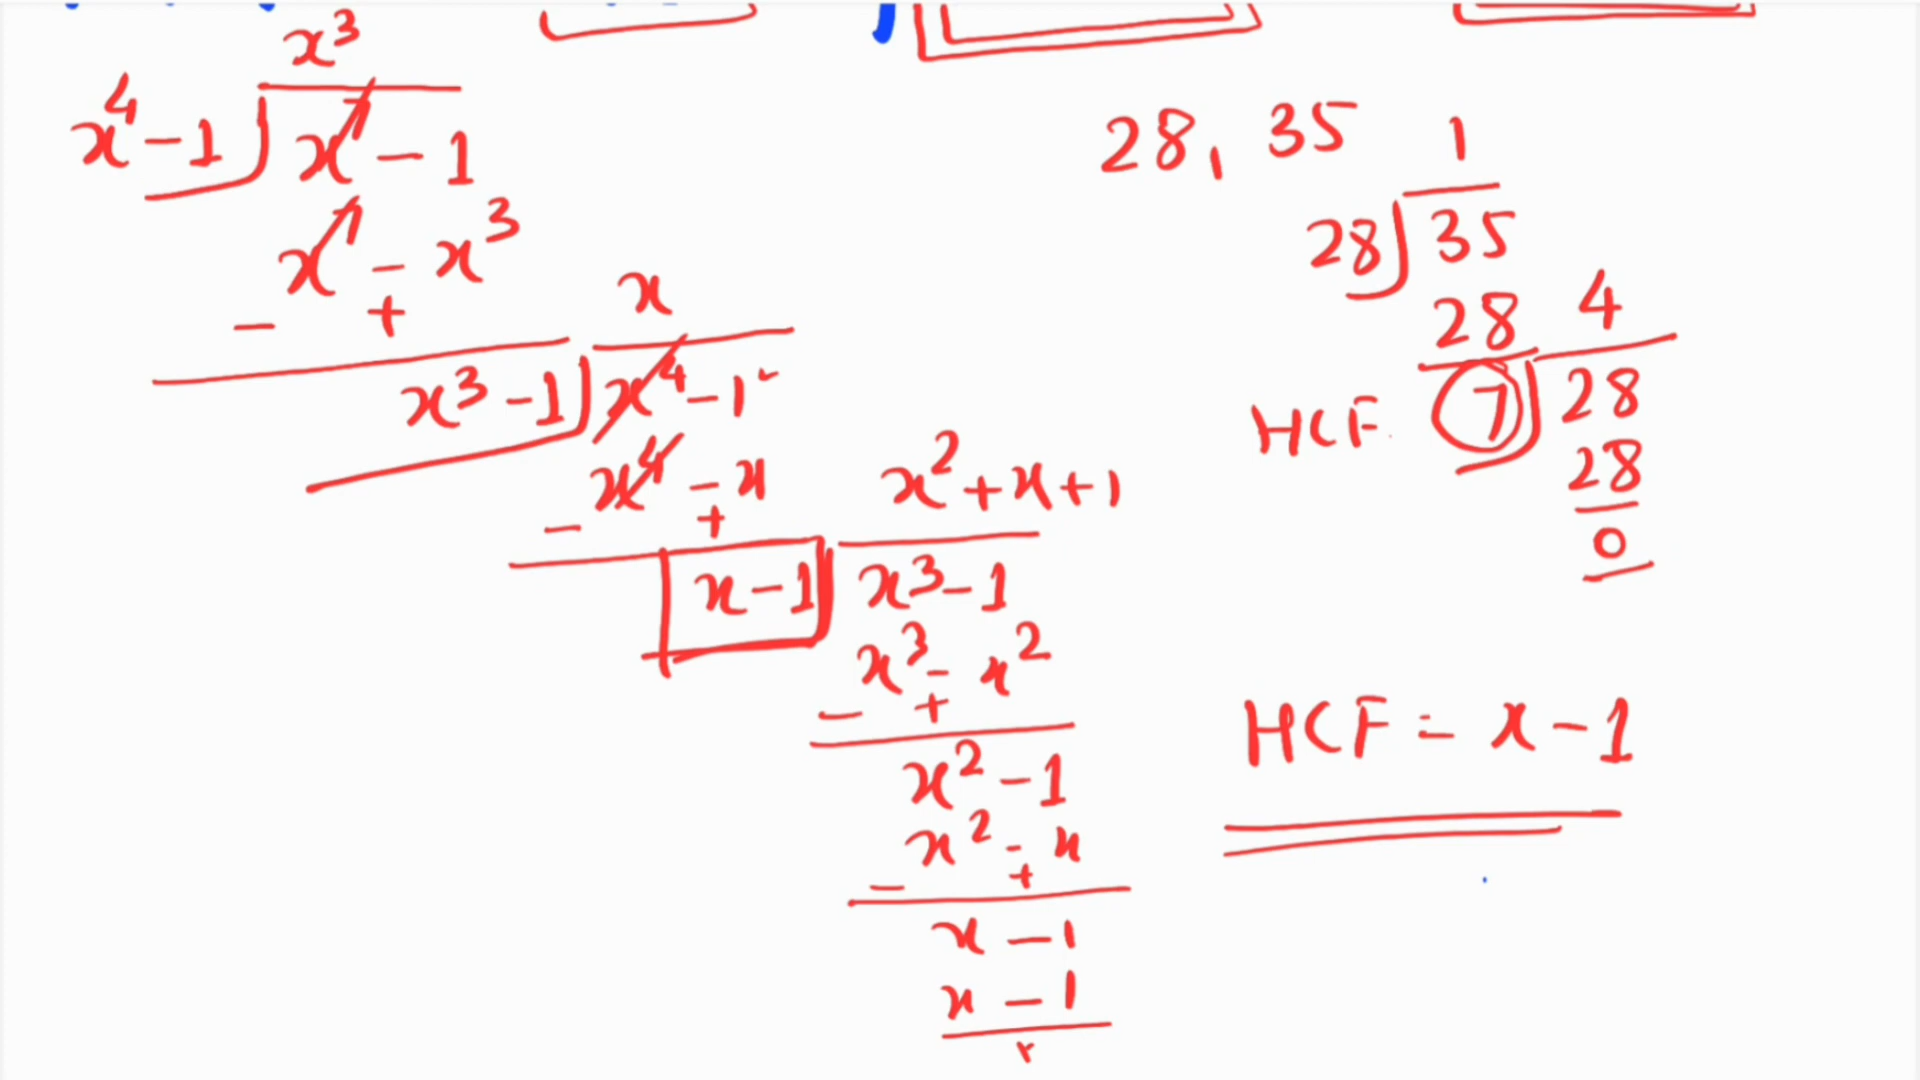 x³
x⁴ - 1 ) x⁷ - 1
x⁷ - x³
- +
x
x³ - 1 ) x⁴ - 1
x⁴ - x
- +
x² + x + 1
x - 1 ) x³ - 1
x³ - x²
- +
x² - 1
x² - x
- +
x - 1
x - 1
28, 35
1
28 ) 35
28
4
HCF 7 ) 28
28
0
HCF = x - 1